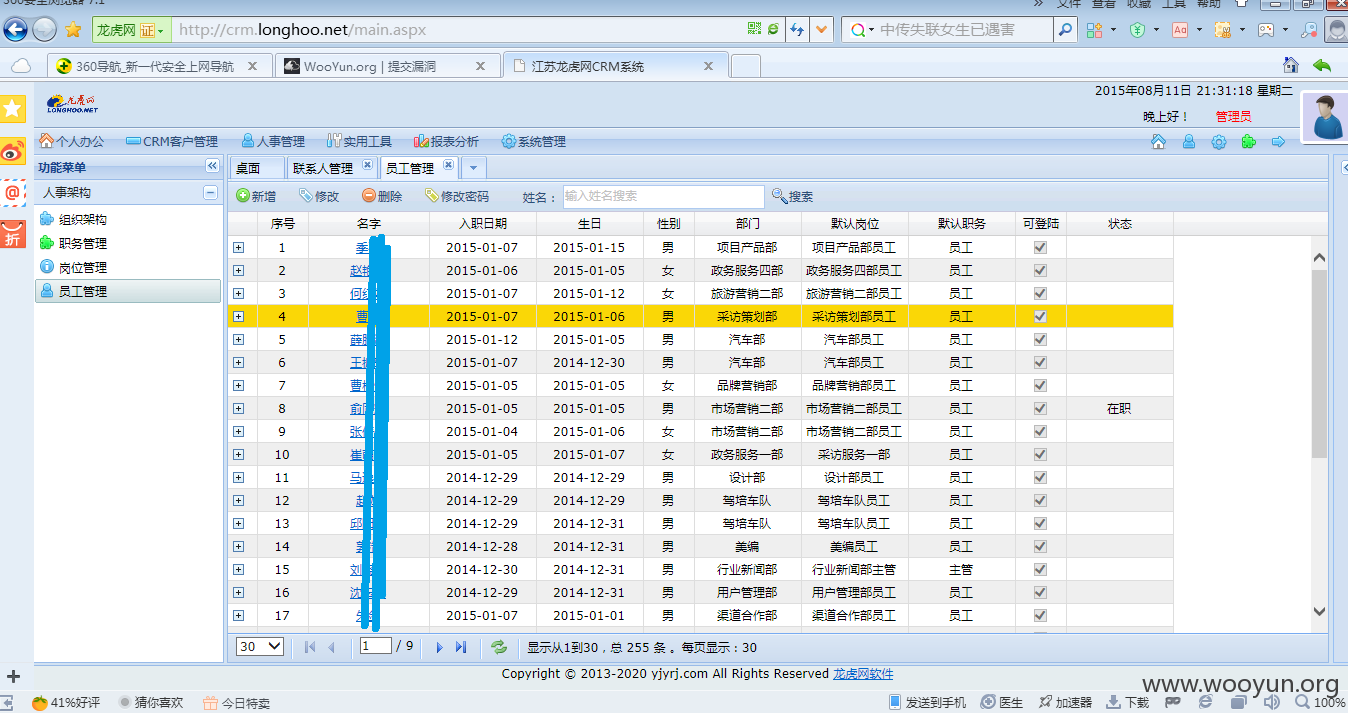 360安全浏览器 7.1
文件 查看 收藏 工具 帮助
龙虎网 证 http://crm.longhoo.net/main.aspx 中传失联女生已遇害
360导航_新一代安全上网导航 WooYun.org | 提交漏洞 江苏龙虎网CRM系统
2015年08月11日 21:31:18 星期二
龙虎网
LONGHOO.NET
晚上好！ 管理员
个人办公 CRM客户管理 人事管理 实用工具 报表分析 系统管理
功能菜单
桌面 联系人管理 员工管理
人事架构
组织架构
职务管理
岗位管理
员工管理
新增 修改 删除 修改密码 姓名： 输入姓名搜索 搜索
序号 名字 入职日期 生日 性别 部门 默认岗位 默认职务 可登陆 状态
1 2015-01-07 2015-01-15 男 项目产品部 项目产品部员工 员工
2 赵 2015-01-06 2015-01-05 女 政务服务四部 政务服务四部员工 员工
3 何 2015-01-07 2015-01-12 女 旅游营销二部 旅游营销二部员工 员工
4 曹 2015-01-07 2015-01-06 男 采访策划部 采访策划部员工 员工
5 薛 2015-01-12 2015-01-05 男 汽车部 汽车部员工 员工
6 王 2015-01-07 2014-12-30 男 汽车部 汽车部员工 员工
7 曹 2015-01-05 2015-01-05 女 品牌营销部 品牌营销部员工 员工
8 俞 2015-01-05 2015-01-05 男 市场营销二部 市场营销二部员工 员工 在职
9 张 2015-01-04 2015-01-06 女 市场营销二部 市场营销二部员工 员工
10 崔 2015-01-05 2015-01-07 女 政务服务一部 采访服务一部 员工
11 马 2014-12-29 2014-12-29 男 设计部 设计部员工 员工
12 赵 2014-12-29 2014-12-29 男 驾培车队 驾培车队员工 员工
13 邱 2014-12-29 2014-12-31 男 驾培车队 驾培车队员工 员工
14 2014-12-28 2014-12-31 男 美编 美编员工 员工
15 刘 2014-12-30 2014-12-31 男 行业新闻部 行业新闻部主管 主管
16 沈 2014-12-29 2014-12-31 男 用户管理部 用户管理部员工 员工
17 2015-01-07 2015-01-01 男 渠道合作部 渠道合作部员工 员工
30 1 / 9 显示从1到30，总 255 条 。每页显示：30
Copyright © 2013-2020 yjyrj.com All Rights Reserved 龙虎网软件
www.wooyun.org
41%好评 猜你喜欢 今日特卖 发送到手机 医生 加速器 下载 100%
@
折